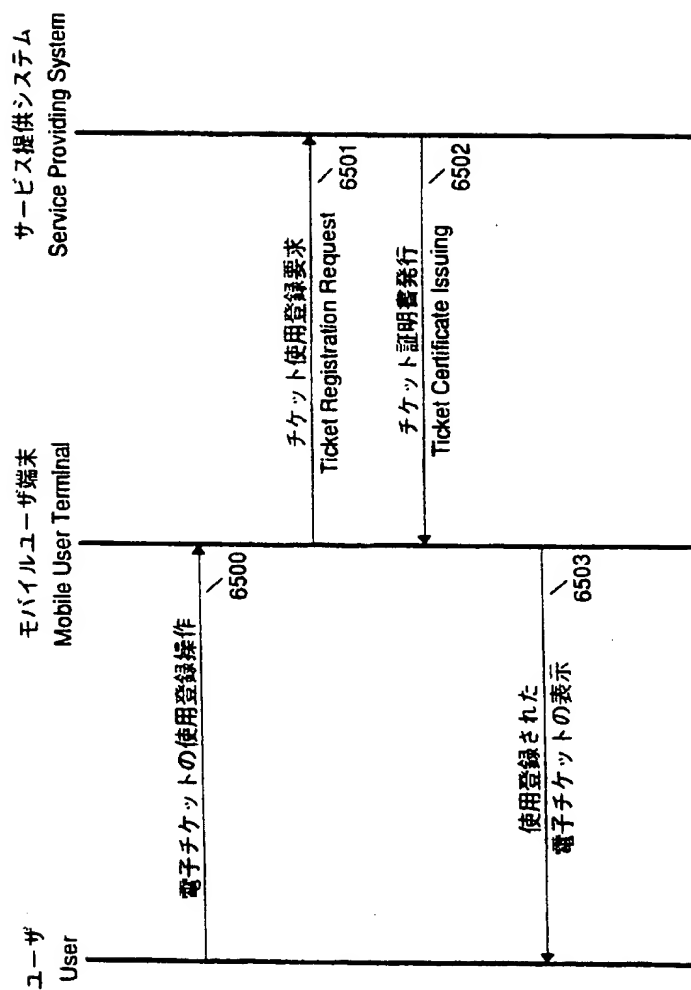 ユーザ
User
モバイルユーザ端末
Mobile User Terminal
サービス提供システム
Service Providing System
電子チケットの使用登録操作
6500
チケット使用登録要求
Ticket Registration Request
6501
チケット証明書発行
Ticket Certificate Issuing
6502
使用登録された
電子チケットの表示
6503